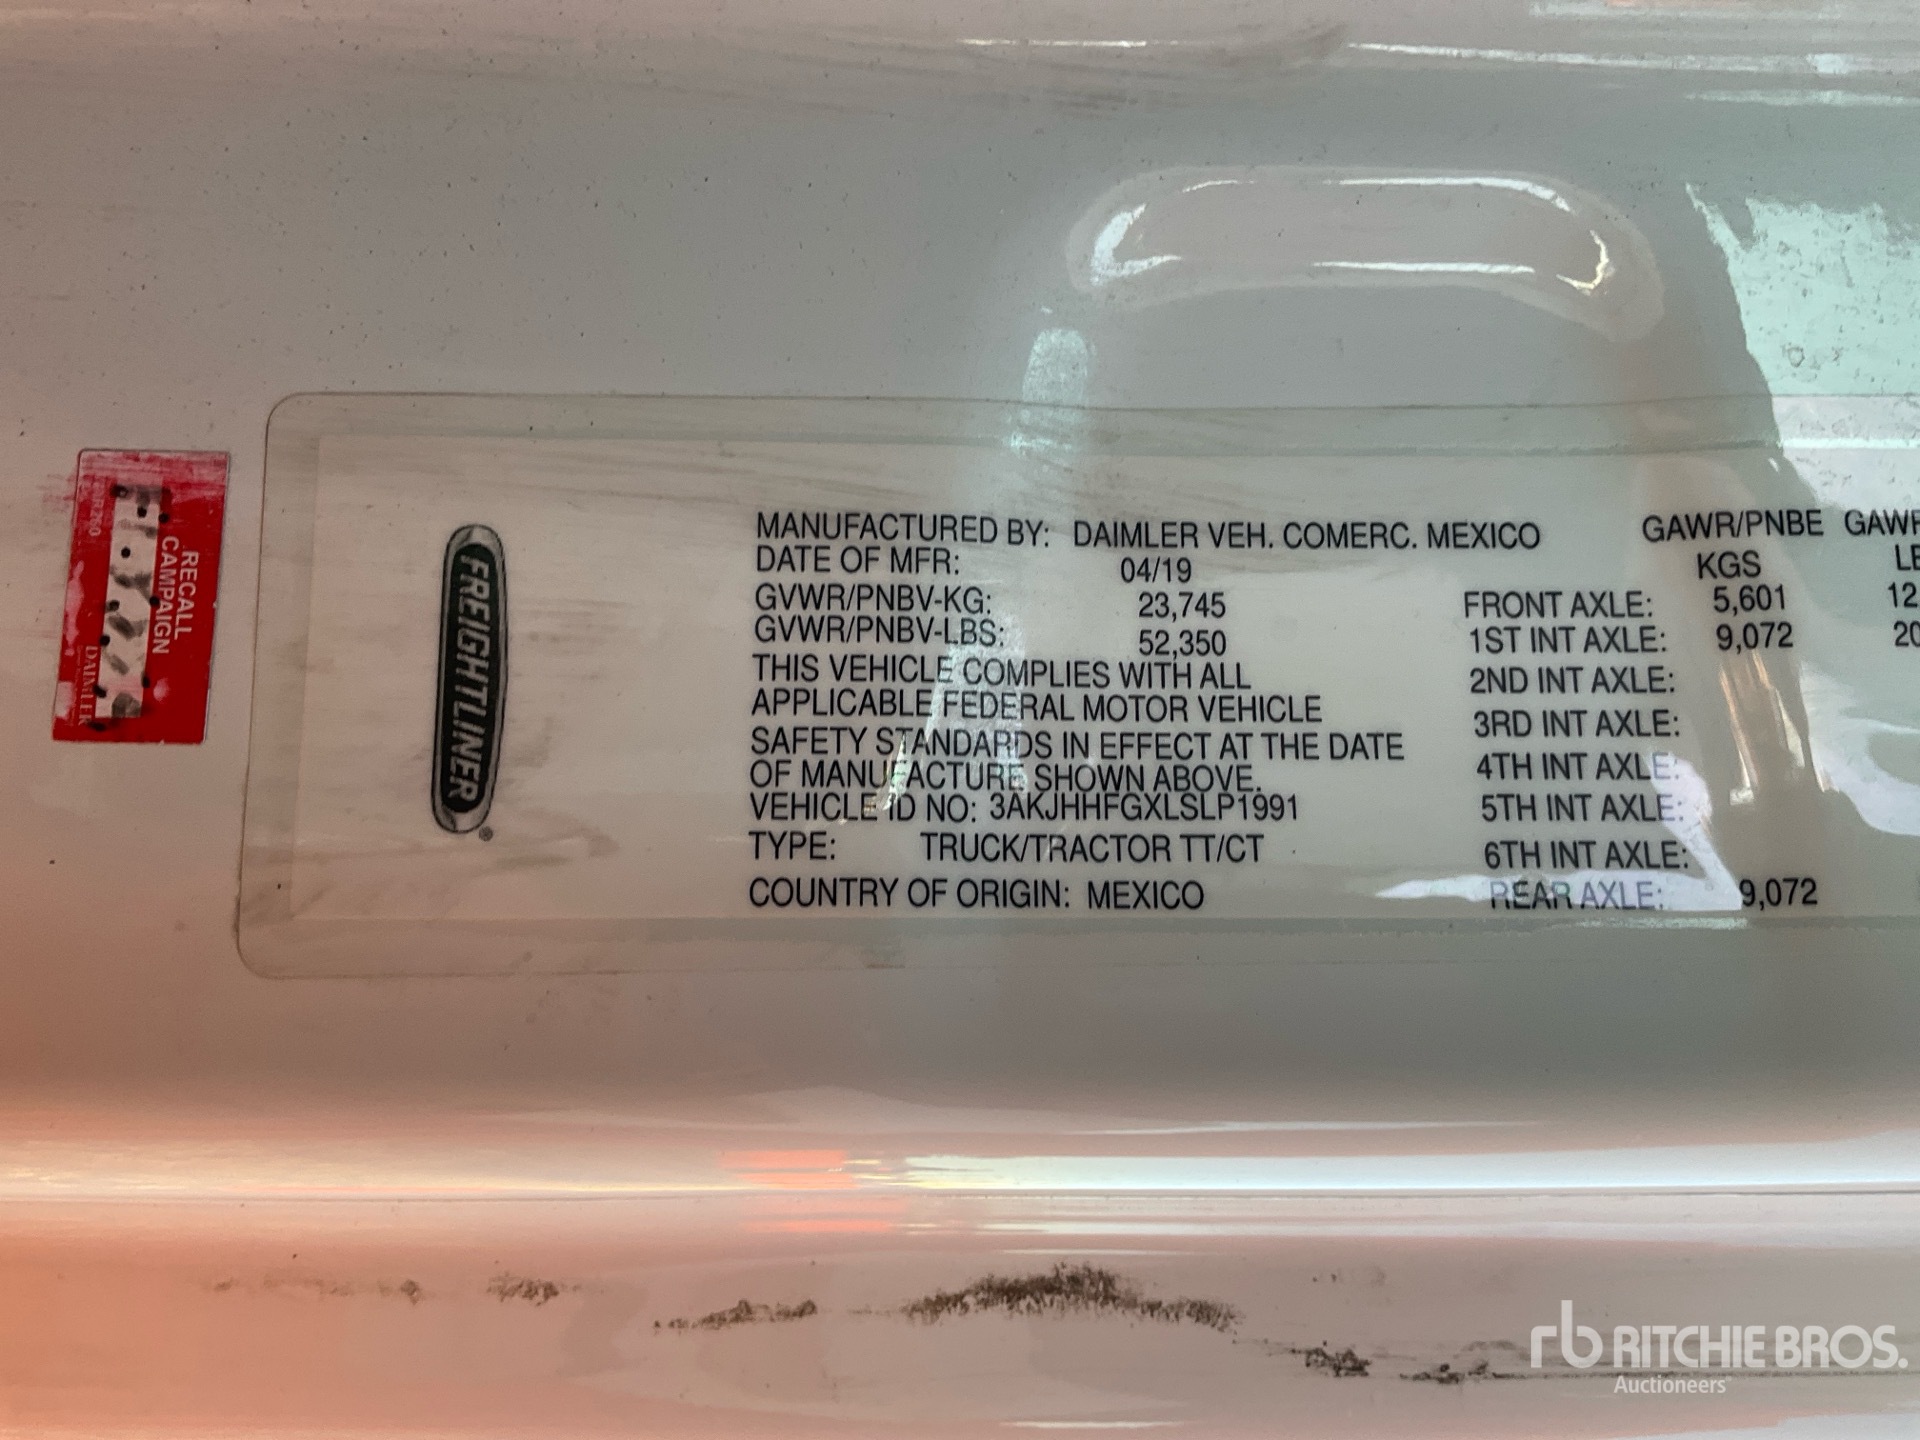 RECALL
CAMPAIGN
DAIMLER
FREIGHTLINER®
MANUFACTURED BY: DAIMLER VEH. COMERC. MEXICO
DATE OF MFR: 04/19
GVWR/PNBV-KG: 23,745
GVWR/PNBV-LBS: 52,350
THIS VEHICLE COMPLIES WITH ALL
APPLICABLE FEDERAL MOTOR VEHICLE
SAFETY STANDARDS IN EFFECT AT THE DATE
OF MANUFACTURE SHOWN ABOVE.
VEHICLE ID NO: 3AKJHHFGXLSLP1991
TYPE: TRUCK/TRACTOR TT/CT
COUNTRY OF ORIGIN: MEXICO
GAWR/PNBE GAWR
KGS
FRONT AXLE: 5,601 12,
1ST INT AXLE: 9,072 20
2ND INT AXLE:
3RD INT AXLE:
4TH INT AXLE:
5TH INT AXLE:
6TH INT AXLE:
REAR AXLE: 9,072
rb RITCHIE BROS.
Auctioneers